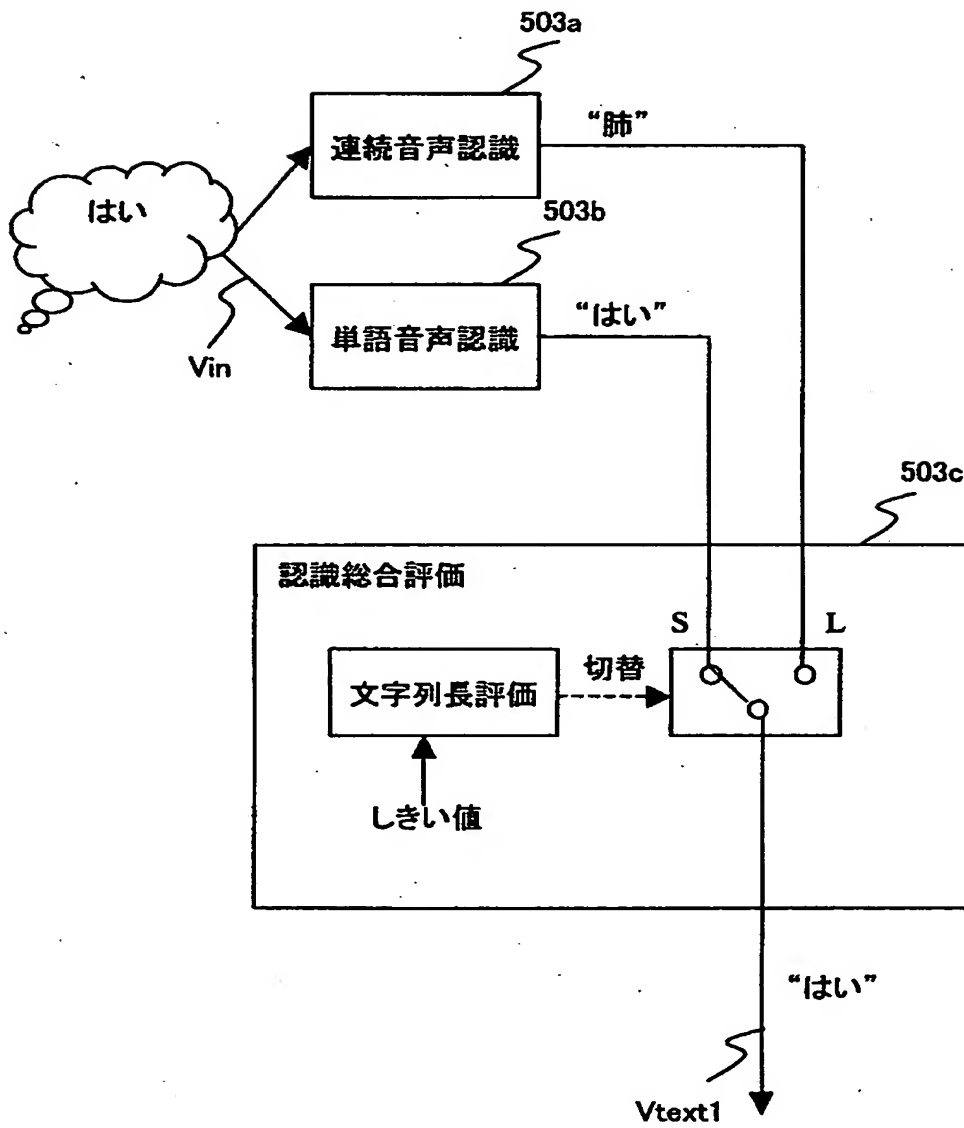 503a
連続音声認識
“肺”
はい
503b
単語音声認識
“はい”
Vin
503c
認識総合評価
S
L
切替
文字列長評価
しきい値
“はい”
Vtext1